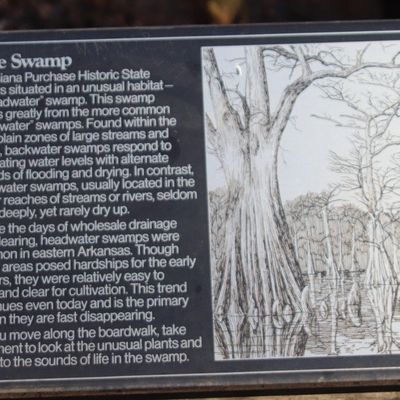 e Swamp
iana Purchase Historic State
s situated in an unusual habitat—
adwater" swamp. This swamp
s greatly from the more common
water" swamps. Found within the
plain zones of large streams and
, backwater swamps respond to
ating water levels with alternate
ds of flooding and drying. In contrast,
water swamps, usually located in the
r reaches of streams or rivers, seldom
deeply, yet rarely dry up.
e the days of wholesale drainage
learing, headwater swamps were
mon in eastern Arkansas. Though
areas posed hardships for the early
rs, they were relatively easy to
and clear for cultivation. This trend
nues even today and is the primary
n they are fast disappearing.
u move along the boardwalk, take
ment to look at the unusual plants and
to the sounds of life in the swamp.